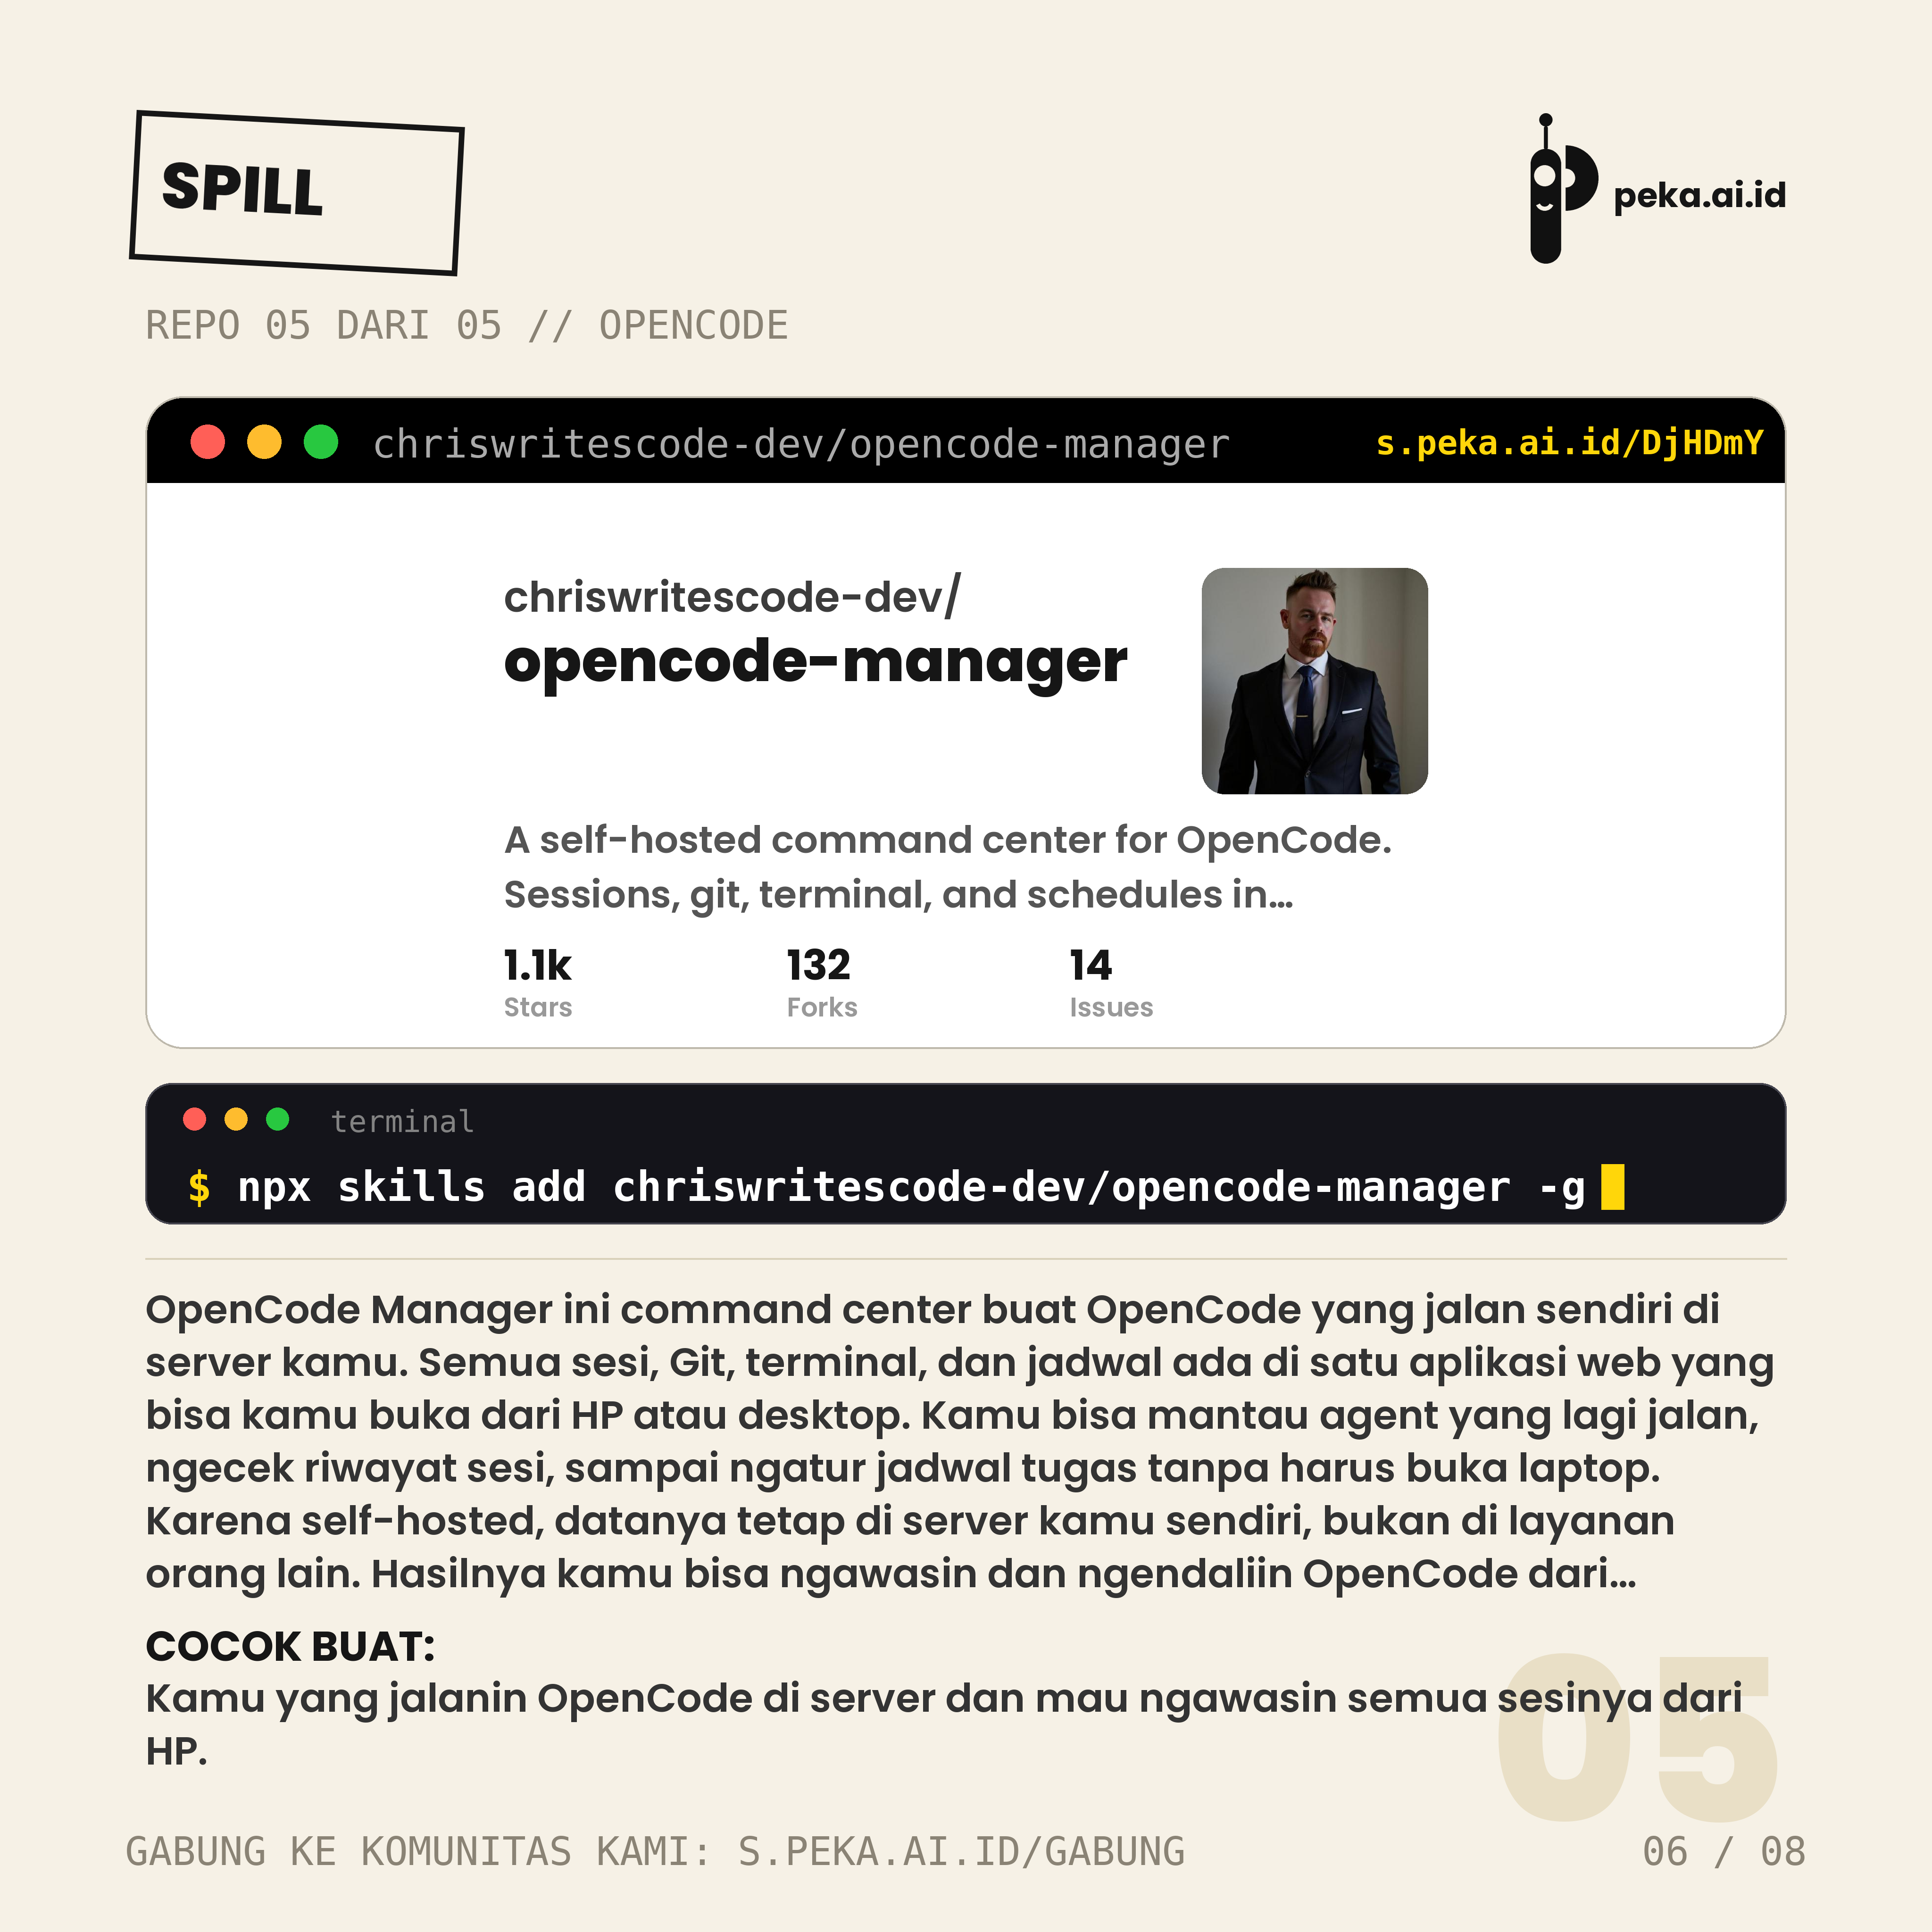 SPILL
peka.ai.id
REPO 05 DARI 05 // OPENCODE
chriswritescode-dev/opencode-manager
s.peka.ai.id/DjHDmY
chriswritescode-dev/
opencode-manager
A self-hosted command center for OpenCode.
Sessions, git, terminal, and schedules in...
1.1k
Stars
132
Forks
14
Issues
terminal
$ npx skills add chriswritescode-dev/opencode-manager -g
OpenCode Manager ini command center buat OpenCode yang jalan sendiri di
server kamu. Semua sesi, Git, terminal, dan jadwal ada di satu aplikasi web yang
bisa kamu buka dari HP atau desktop. Kamu bisa mantau agent yang lagi jalan,
ngecek riwayat sesi, sampai ngatur jadwal tugas tanpa harus buka laptop.
Karena self-hosted, datanya tetap di server kamu sendiri, bukan di layanan
orang lain. Hasilnya kamu bisa ngawasin dan ngendaliin OpenCode dari...
COCOK BUAT:
Kamu yang jalanin OpenCode di server dan mau ngawasin semua sesinya dari
HP.
05
GABUNG KE KOMUNITAS KAMI: S.PEKA.AI.ID/GABUNG
06 / 08